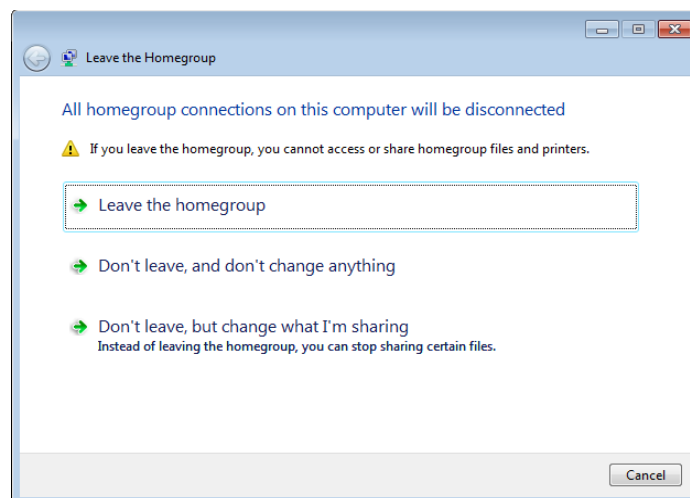 Leave the Homegroup
All homegroup connections on this computer will be disconnected
If you leave the homegroup, you cannot access or share homegroup files and printers.
Leave the homegroup
Don't leave, and don't change anything
Don't leave, but change what I'm sharing
Instead of leaving the homegroup, you can stop sharing certain files.
Cancel